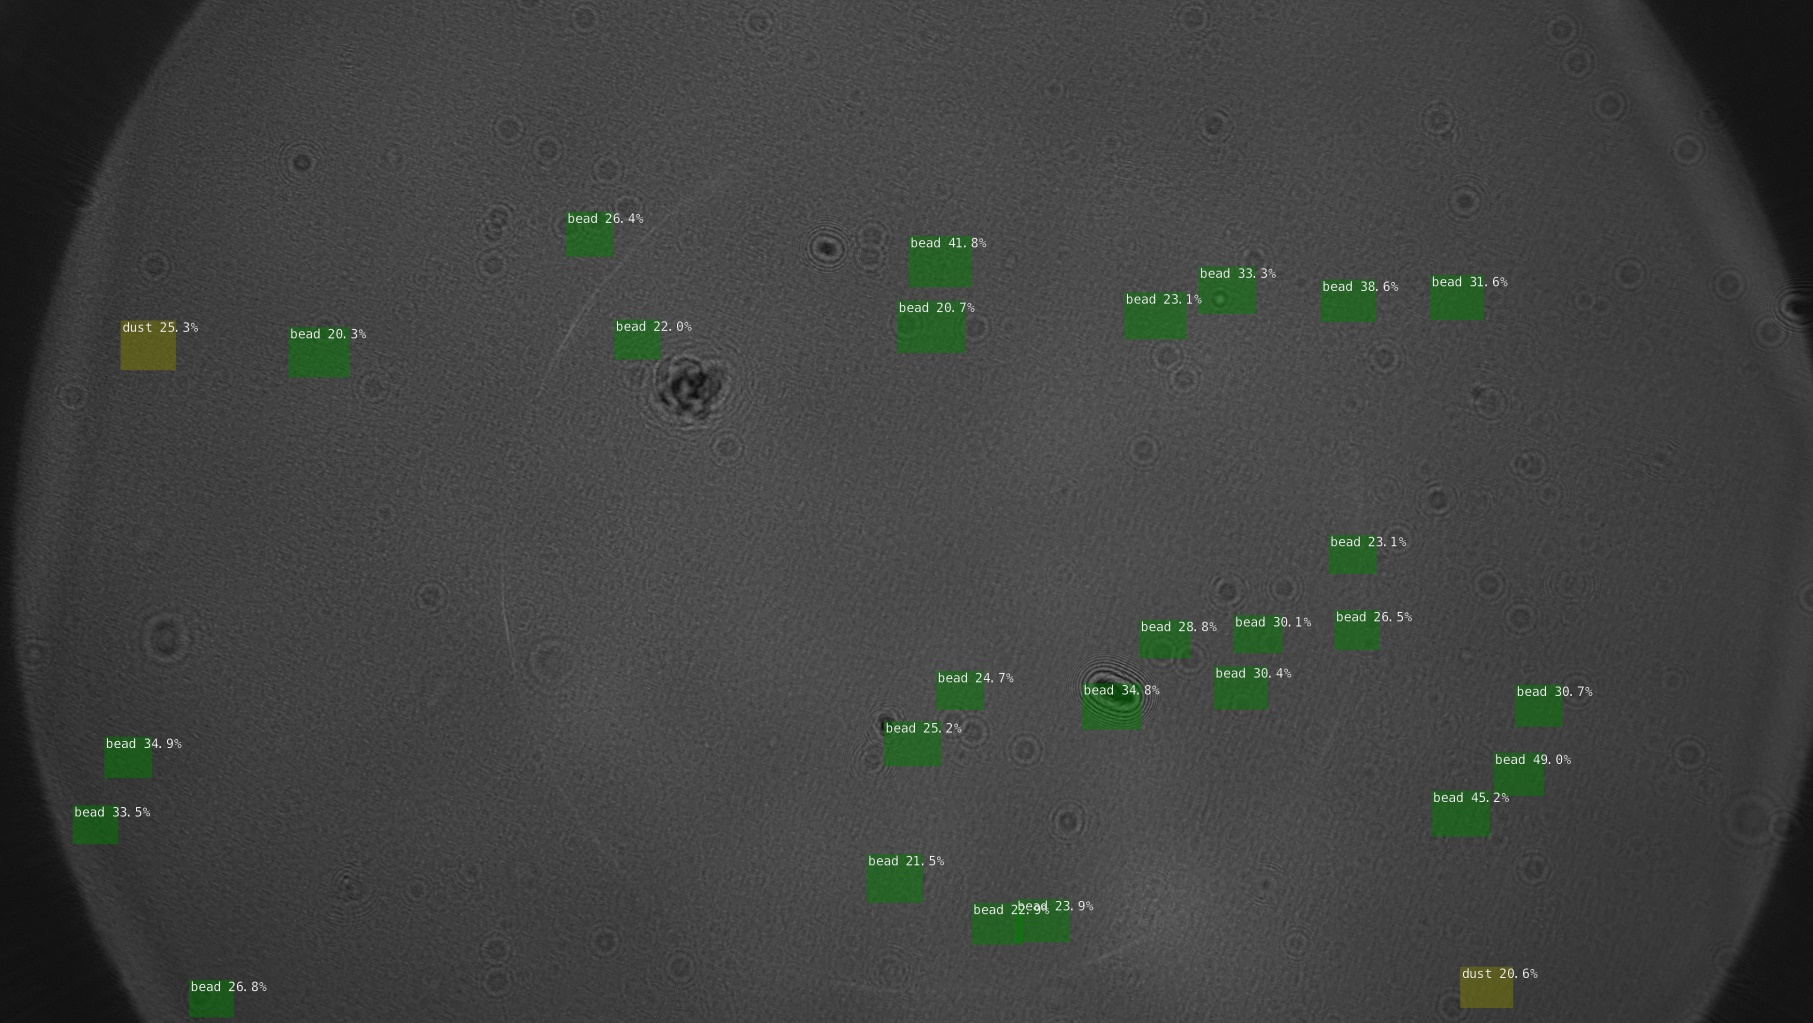 bead 26.4%
bead 41.8%
bead 33.3%
bead 31.6%
bead 38.6%
bead 23.1%
bead 20.7%
dust 25.3%
bead 22.0%
bead 20.3%
bead 23.1%
bead 26.5%
bead 30.1%
bead 28.8%
bead 30.4%
bead 24.7%
bead 34.8%
bead 30.7%
bead 25.2%
bead 34.9%
bead 49.0%
bead 45.2%
bead 33.5%
bead 21.5%
bead 23.9%
bead 22.9%
dust 20.6%
bead 26.8%